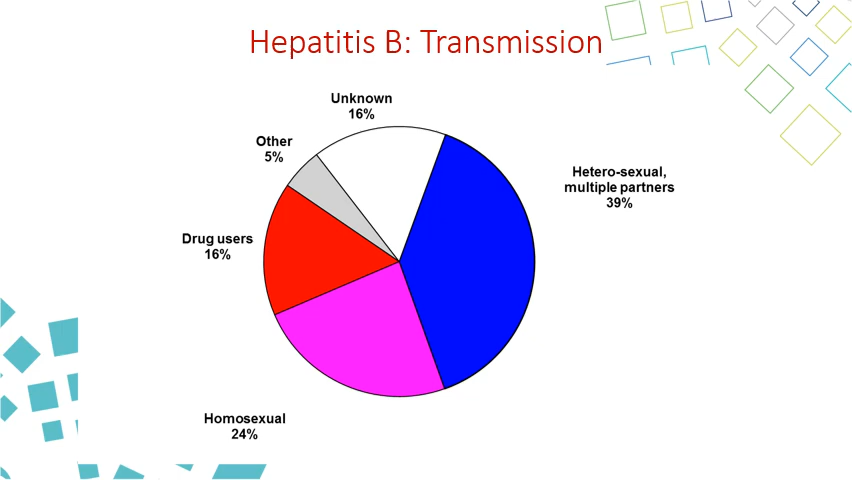 Hepatitis B: Transmission
Unknown
16%
Other
5%
Hetero-sexual,
multiple partners
39%
Drug users
16%
Homosexual
24%